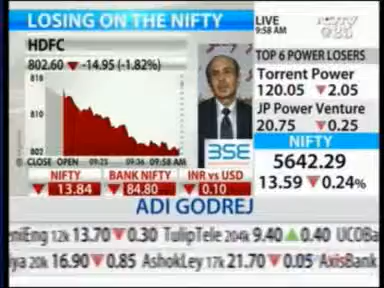 LOSING ON THE NIFTY
HDFC
802.60 ▼ -14.95 (-1.82%)
818
810
802
CLOSE OPEN 09:25 09:36 09:58 AM
NIFTY
▼ 13.84
BANK NIFTY
▼ 84.80
INR vs USD
▼ 0.10
BSE
ADI GODREJ
LIVE
9:58 AM
NDTV
TOP 6 POWER LOSERS
Torrent Power
120.05 ▼ 2.05
JP Power Venture
20.75 ▼ 0.25
NIFTY
5642.29
13.59 ▼ 0.24%
niEng 12k 13.70 ▼ 0.30 TulipTele 204k 9.40 ▲ 0.40 UCOBa
ya 20k 16.90 ▼ 0.85 AshokLey 17k 21.70 ▼ 0.05 AxisBank